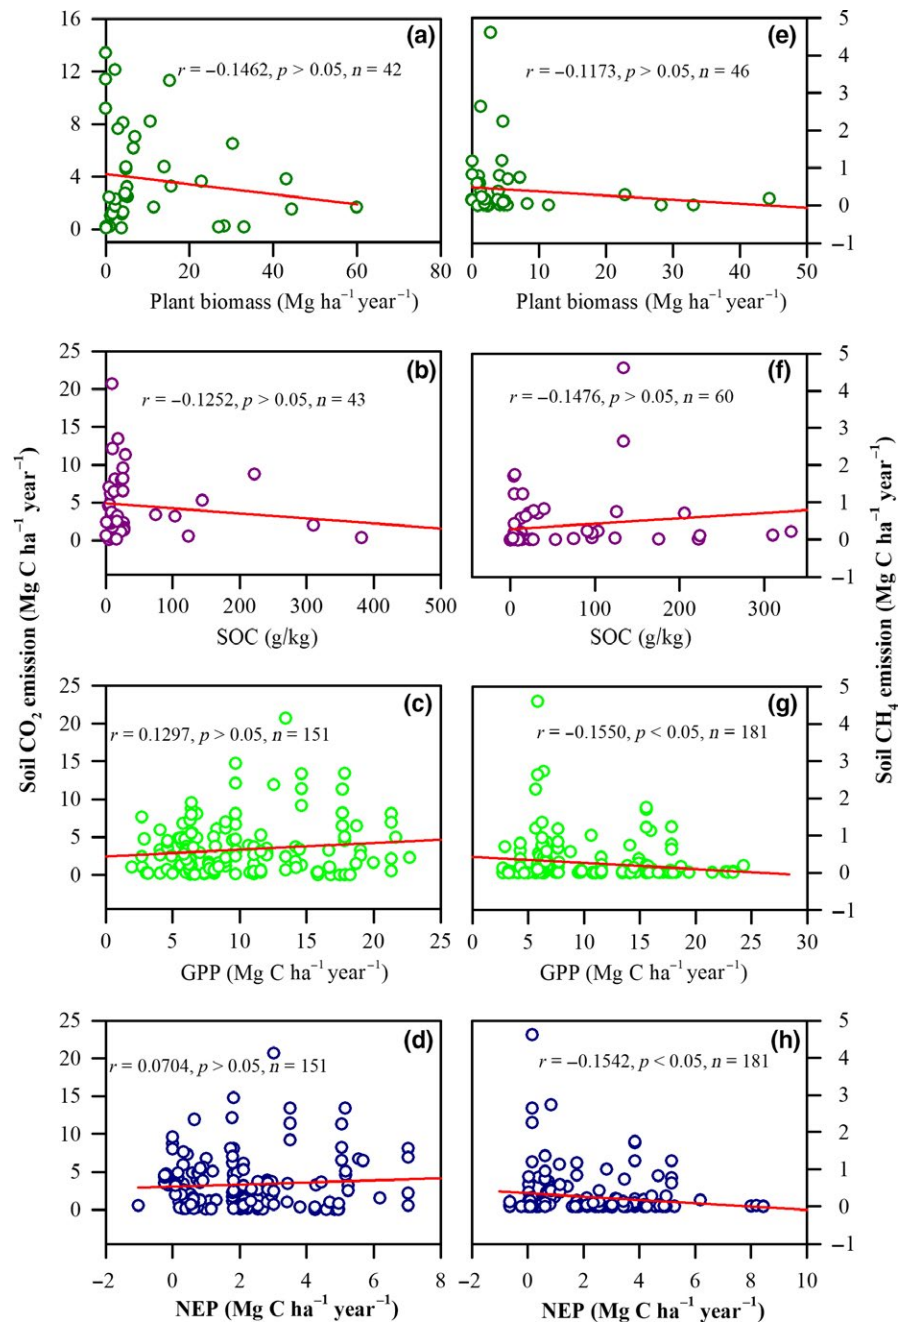 (a)
r = −0.1462, p > 0.05, n = 42
16
12
8
4
0
0 20 40 60 80
Plant biomass (Mg ha⁻¹ year⁻¹)
(e)
r = −0.1173, p > 0.05, n = 46
5
4
3
2
1
0
−1
0 10 20 30 40 50
Plant biomass (Mg ha⁻¹ year⁻¹)
(b)
r = −0.1252, p > 0.05, n = 43
25
20
15
10
5
0
0 100 200 300 400 500
SOC (g/kg)
(f)
r = −0.1476, p > 0.05, n = 60
5
4
3
2
1
0
−1
0 100 200 300
SOC (g/kg)
Soil CO₂ emission (Mg C ha⁻¹ year⁻¹)
Soil CH₄ emission (Mg C ha⁻¹ year⁻¹)
(c)
r = 0.1297, p > 0.05, n = 151
25
20
15
10
5
0
0 5 10 15 20 25
GPP (Mg C ha⁻¹ year⁻¹)
(g)
r = −0.1550, p < 0.05, n = 181
5
4
3
2
1
0
−1
0 5 10 15 20 25 30
GPP (Mg C ha⁻¹ year⁻¹)
(d)
r = 0.0704, p > 0.05, n = 151
25
20
15
10
5
0
−2 0 2 4 6 8
NEP (Mg C ha⁻¹ year⁻¹)
(h)
r = −0.1542, p < 0.05, n = 181
5
4
3
2
1
0
−1
−2 0 2 4 6 8 10
NEP (Mg C ha⁻¹ year⁻¹)